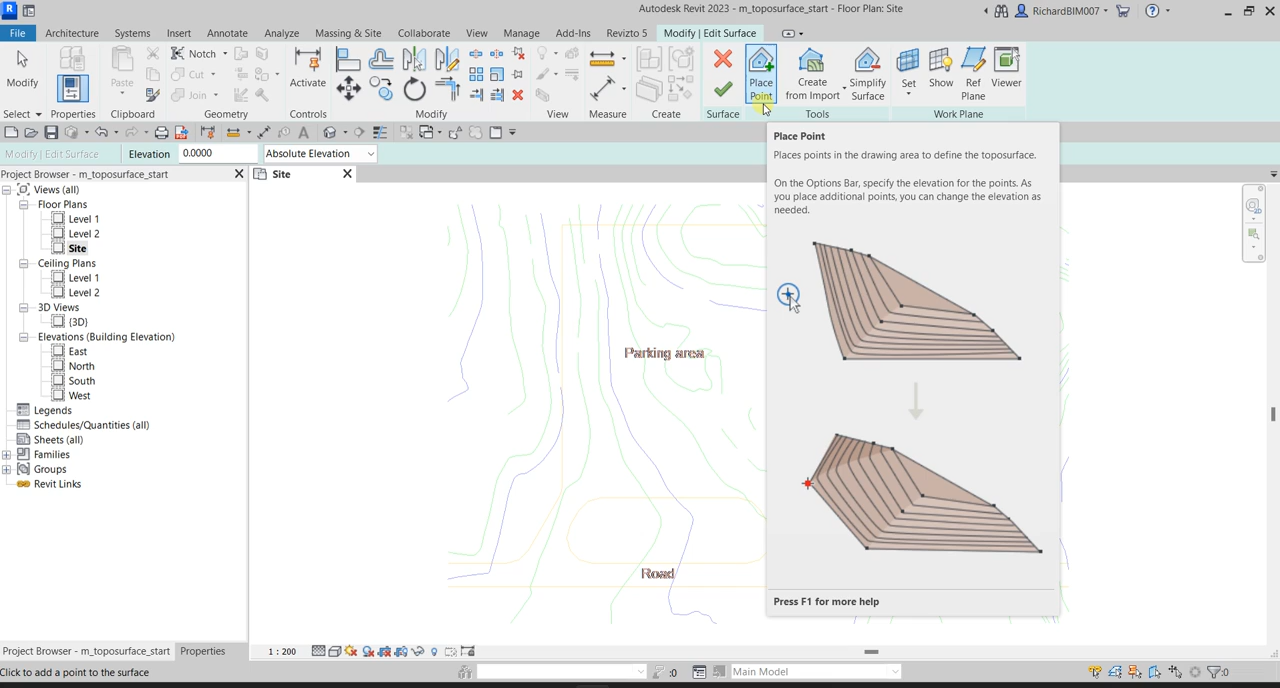 Autodesk Revit 2023 - m_toposurface_start - Floor Plan: Site
RichardBIM007
File Architecture Systems Insert Annotate Analyze Massing & Site Collaborate View Manage Add-Ins Revizto 5 Modify | Edit Surface
Modify
Paste
Notch
Cut
Join
Activate
Place
Point
Create
from Import
Simplify
Surface
Set
Show
Ref
Plane
Viewer
Select Properties Clipboard Geometry Controls Modify View Measure Create Surface Tools Work Plane
Modify | Edit Surface Elevation 0.0000 Absolute Elevation
Project Browser - m_toposurface_start
Site
Views (all)
Floor Plans
Level 1
Level 2
Site
Ceiling Plans
Level 1
Level 2
3D Views
{3D}
Elevations (Building Elevation)
East
North
South
West
Legends
Schedules/Quantities (all)
Sheets (all)
Families
Groups
Revit Links
Parking area
Road
Place Point
Places points in the drawing area to define the toposurface.
On the Options Bar, specify the elevation for the points. As
you place additional points, you can change the elevation as
needed.
Press F1 for more help
2D
Project Browser - m_toposurface_start Properties
1 : 200
Click to add a point to the surface
:0
Main Model
:0